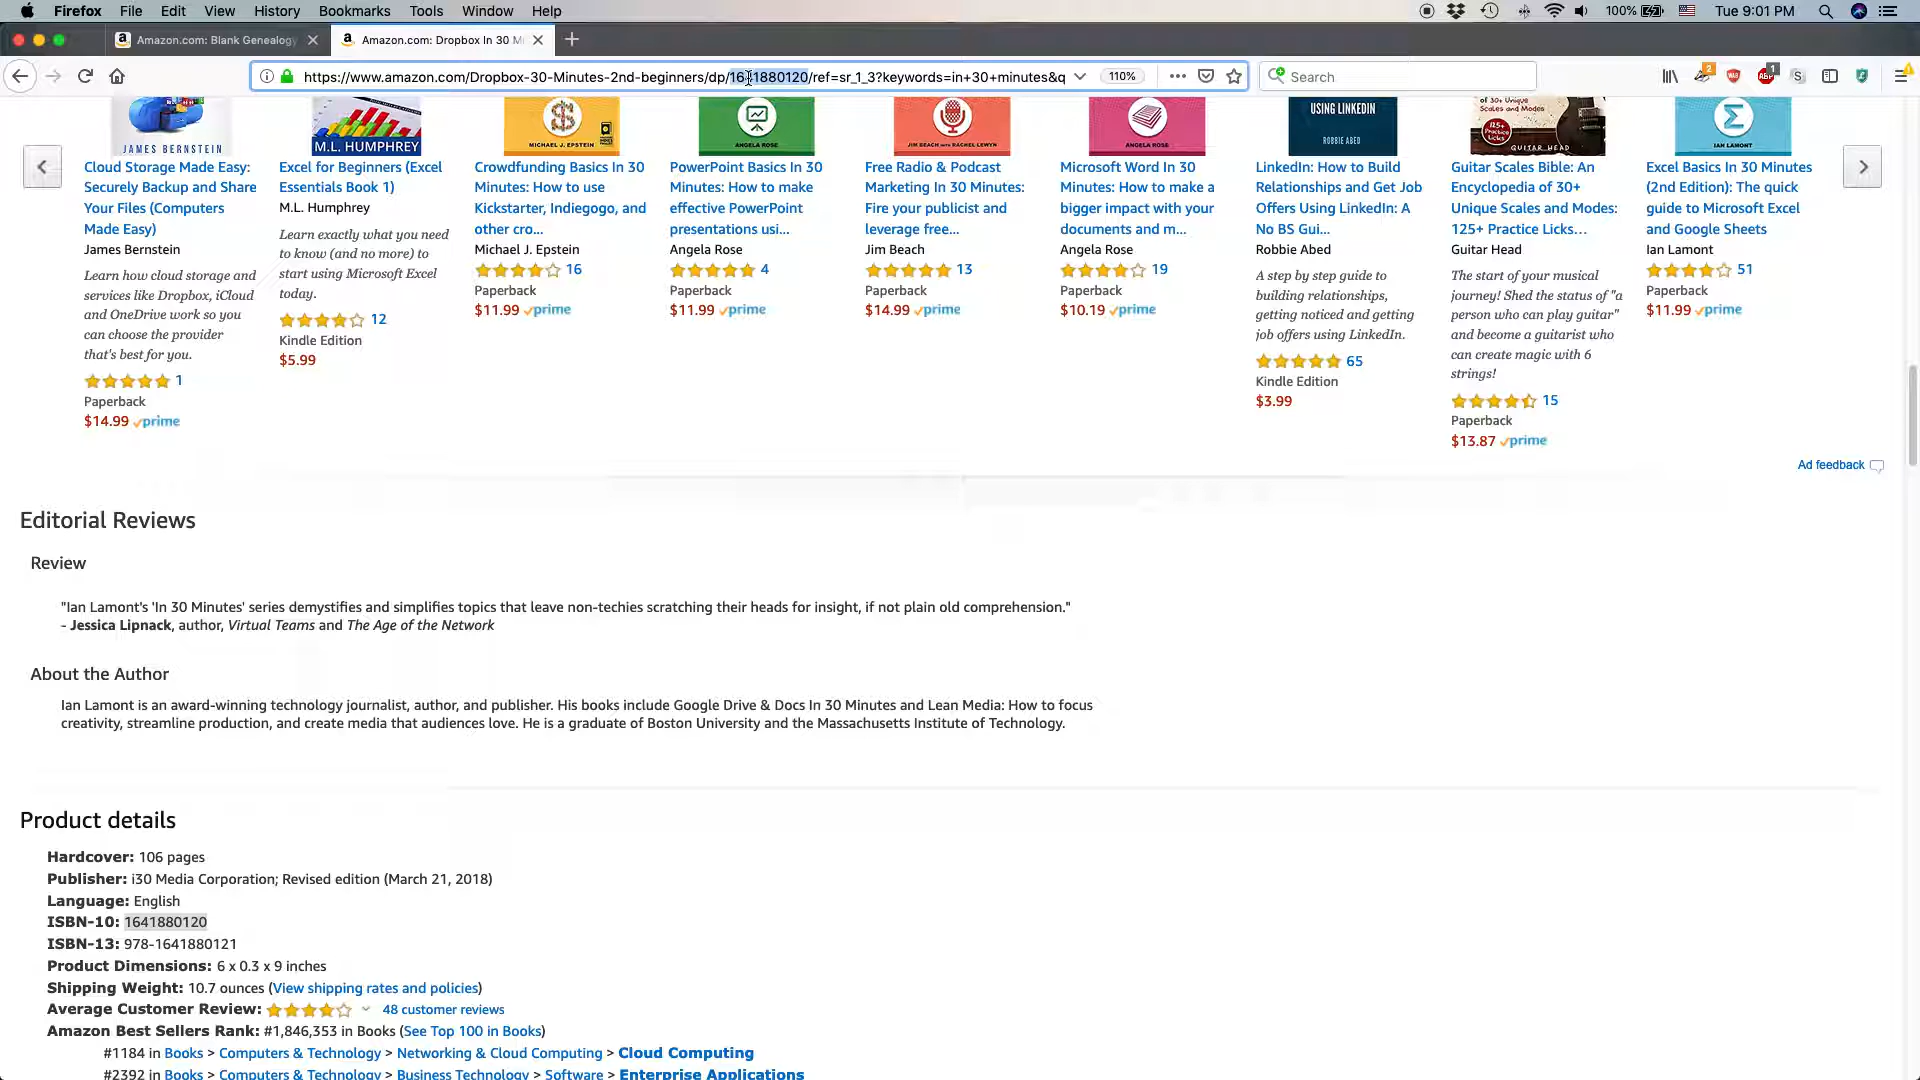 Firefox File Edit View History Bookmarks Tools Window Help 100% Tue 9:01 PM
Amazon.com: Blank Genealogy
Amazon.com: Dropbox In 30 M
https://www.amazon.com/Dropbox-30-Minutes-2nd-beginners/dp/1641880120/ref=sr_1_3?keywords=in+30+minutes&q 110% Search
JAMES BERNSTEIN
Cloud Storage Made Easy:
Securely Backup and Share
Your Files (Computers
Made Easy)
James Bernstein
Learn how cloud storage and
services like Dropbox, iCloud
and OneDrive work so you
can choose the provider
that's best for you.
1
Paperback
$14.99 prime
M.L. HUMPHREY
Excel for Beginners (Excel
Essentials Book 1)
M.L. Humphrey
Learn exactly what you need
to know (and no more) to
start using Microsoft Excel
today.
12
Kindle Edition
$5.99
MICHAEL J. EPSTEIN
Crowdfunding Basics In 30
Minutes: How to use
Kickstarter, Indiegogo, and
other cro...
Michael J. Epstein
16
Paperback
$11.99 prime
ANGELA ROSE
PowerPoint Basics In 30
Minutes: How to make
effective PowerPoint
presentations usi...
Angela Rose
4
Paperback
$11.99 prime
JIM BEACH with RACHEL LEWYN
Free Radio & Podcast
Marketing In 30 Minutes:
Fire your publicist and
leverage free...
Jim Beach
13
Paperback
$14.99 prime
ANGELA ROSE
Microsoft Word In 30
Minutes: How to make a
bigger impact with your
documents and m...
Angela Rose
19
Paperback
$10.19 prime
USING LINKEDIN
ROBBIE ABED
LinkedIn: How to Build
Relationships and Get Job
Offers Using LinkedIn: A
No BS Gui...
Robbie Abed
A step by step guide to
building relationships,
getting noticed and getting
job offers using LinkedIn.
65
Kindle Edition
$3.99
of 30+ Unique
Scales and Modes
125+
Practice
Licks
GUITAR HEAD
Guitar Scales Bible: An
Encyclopedia of 30+
Unique Scales and Modes:
125+ Practice Licks...
Guitar Head
The start of your musical
journey! Shed the status of "a
person who can play guitar"
and become a guitarist who
can create magic with 6
strings!
15
Paperback
$13.87 prime
IAN LAMONT
Excel Basics In 30 Minutes
(2nd Edition): The quick
guide to Microsoft Excel
and Google Sheets
Ian Lamont
51
Paperback
$11.99 prime
Ad feedback
Editorial Reviews
Review
"Ian Lamont's 'In 30 Minutes' series demystifies and simplifies topics that leave non-techies scratching their heads for insight, if not plain old comprehension."
- Jessica Lipnack, author, Virtual Teams and The Age of the Network
About the Author
Ian Lamont is an award-winning technology journalist, author, and publisher. His books include Google Drive & Docs In 30 Minutes and Lean Media: How to focus
creativity, streamline production, and create media that audiences love. He is a graduate of Boston University and the Massachusetts Institute of Technology.
Product details
Hardcover: 106 pages
Publisher: i30 Media Corporation; Revised edition (March 21, 2018)
Language: English
ISBN-10: 1641880120
ISBN-13: 978-1641880121
Product Dimensions: 6 x 0.3 x 9 inches
Shipping Weight: 10.7 ounces (View shipping rates and policies)
Average Customer Review: 48 customer reviews
Amazon Best Sellers Rank: #1,846,353 in Books (See Top 100 in Books)
#1184 in Books > Computers & Technology > Networking & Cloud Computing > Cloud Computing
#2392 in Books > Computers & Technology > Business Technology > Software > Enterprise Applications